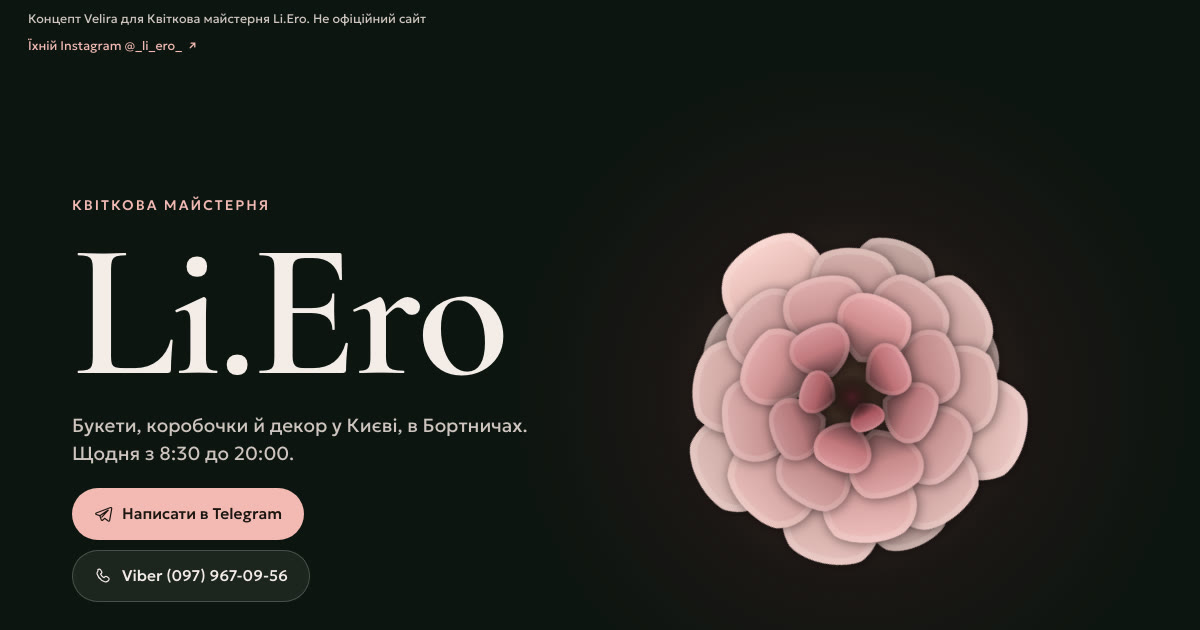 Концепт Velira для Квіткова майстерня Li.Ero. Не офіційний сайт
Їхній Instagram @_li_ero_ ↗
КВІТКОВА МАЙСТЕРНЯ
Li.Ero
Букети, коробочки й декор у Києві, в Бортничах.
Щодня з 8:30 до 20:00.
Написати в Telegram
Viber (097) 967-09-56